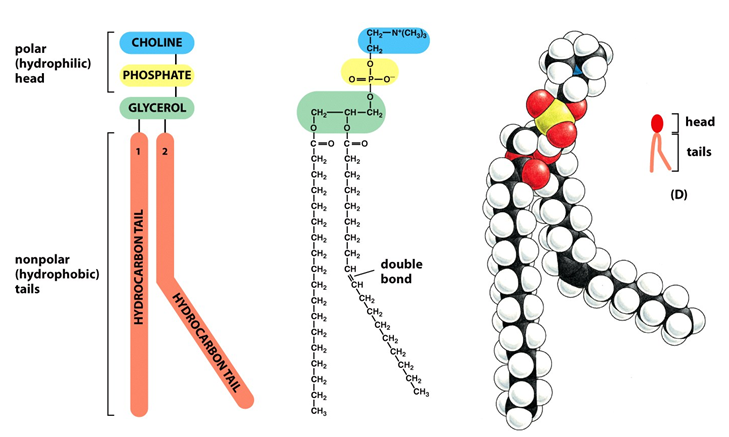 polar
(hydrophilic)
head
CHOLINE
PHOSPHATE
GLYCEROL
nonpolar
(hydrophobic)
tails
1
HYDROCARBON TAIL
2
HYDROCARBON TAIL
CH₂—N⁺(CH₃)₃
CH₂
O
O=P—O⁻
O
CH₂—CH—CH₂
O O
C=O C=O
CH₂ CH₂
CH₂ CH₂
CH₂ CH₂
CH₂ CH₂
CH₂ CH₂
CH₂ CH₂
CH₂ CH₂
CH₂ CH
CH₂ CH
CH₂ CH₂
CH₂ CH₂
CH₂ CH₂
CH₂ CH₂
CH₂ CH₂
CH₂ CH₂
CH₂ CH₂
CH₃ CH₃
double
bond
head
tails
(D)